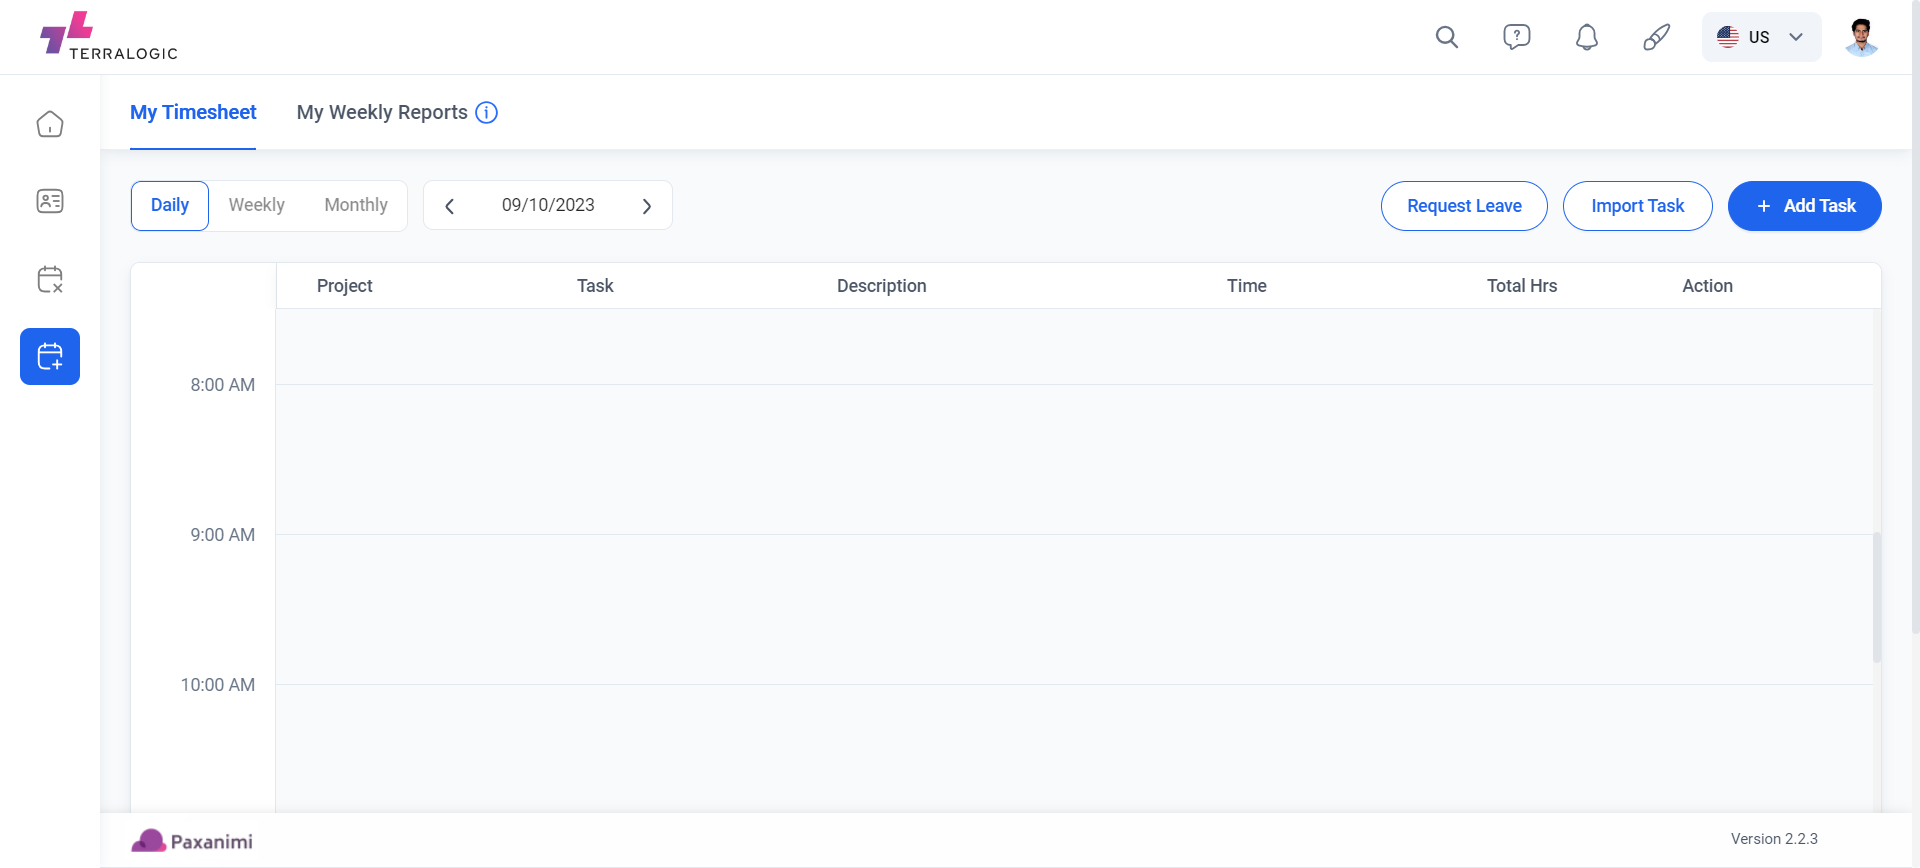 TERRALOGIC
US
My Timesheet
My Weekly Reports
Daily
Weekly
Monthly
09/10/2023
Request Leave
Import Task
+ Add Task
Project
Task
Description
Time
Total Hrs
Action
8:00 AM
9:00 AM
10:00 AM
Paxanimi
Version 2.2.3